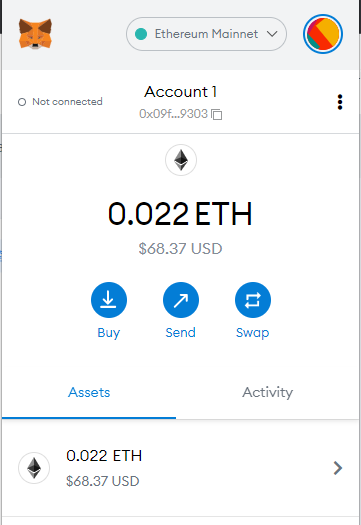 Ethereum Mainnet
Not connected
Account 1
0x09f...9303
0.022 ETH
$68.37 USD
Buy
Send
Swap
Assets
Activity
0.022 ETH
$68.37 USD